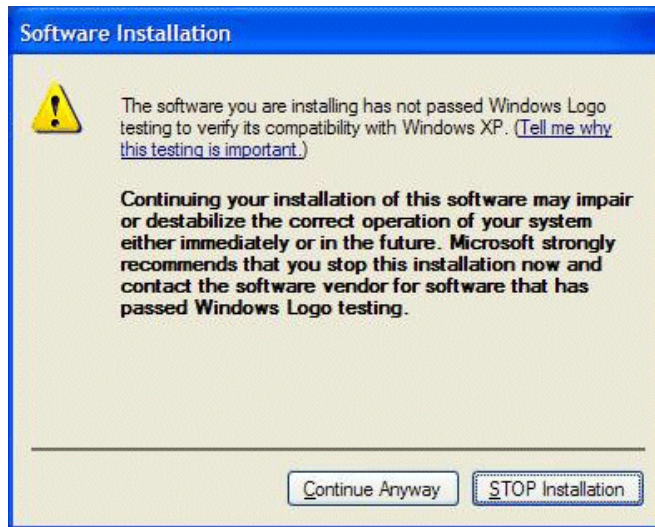 Software Installation
The software you are installing has not passed Windows Logo
testing to verify its compatibility with Windows XP. (Tell me why
this testing is important.)
Continuing your installation of this software may impair
or destabilize the correct operation of your system
either immediately or in the future. Microsoft strongly
recommends that you stop this installation now and
contact the software vendor for software that has
passed Windows Logo testing.
Continue Anyway
STOP Installation